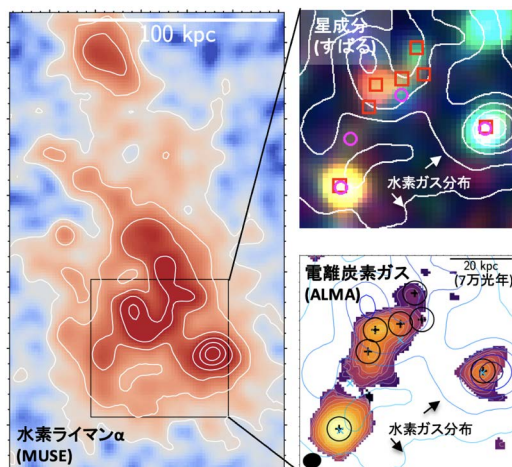 100 kpc
水素ライマンα
(MUSE)
星成分
(すばる)
水素ガス分布
電離炭素ガス
(ALMA)
20 kpc
(7万光年)
水素ガス分布